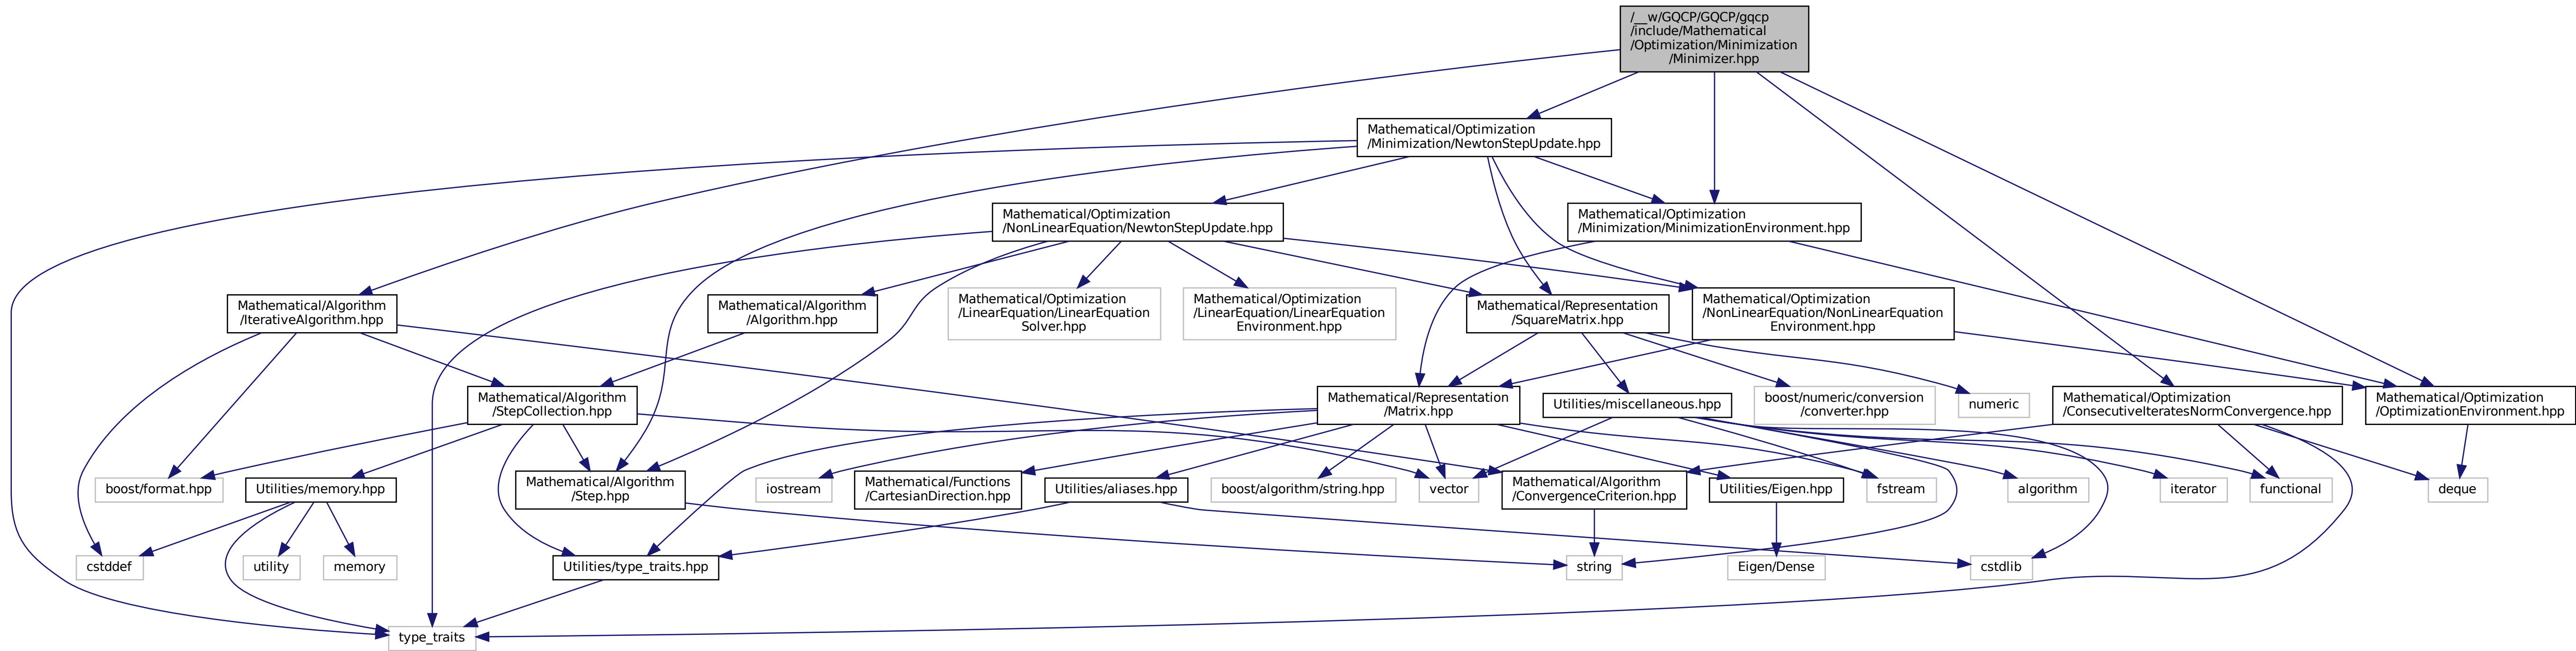 /__w/GQCP/GQCP/gqcp
/include/Mathematical
/Optimization/Minimization
/Minimizer.hpp
Mathematical/Optimization
/Minimization/NewtonStepUpdate.hpp
Mathematical/Optimization
/NonLinearEquation/NewtonStepUpdate.hpp
Mathematical/Optimization
/Minimization/MinimizationEnvironment.hpp
Mathematical/Algorithm
/IterativeAlgorithm.hpp
Mathematical/Algorithm
/Algorithm.hpp
Mathematical/Optimization
/LinearEquation/LinearEquation
Solver.hpp
Mathematical/Optimization
/LinearEquation/LinearEquation
Environment.hpp
Mathematical/Representation
/SquareMatrix.hpp
Mathematical/Optimization
/NonLinearEquation/NonLinearEquation
Environment.hpp
Mathematical/Algorithm
/StepCollection.hpp
Mathematical/Representation
/Matrix.hpp
Utilities/miscellaneous.hpp
boost/numeric/conversion
/converter.hpp
numeric
Mathematical/Optimization
/ConsecutiveIteratesNormConvergence.hpp
Mathematical/Optimization
/OptimizationEnvironment.hpp
boost/format.hpp
Utilities/memory.hpp
Mathematical/Algorithm
/Step.hpp
iostream
Mathematical/Functions
/CartesianDirection.hpp
Utilities/aliases.hpp
boost/algorithm/string.hpp
vector
Mathematical/Algorithm
/ConvergenceCriterion.hpp
Utilities/Eigen.hpp
fstream
algorithm
iterator
functional
deque
cstddef
utility
memory
Utilities/type_traits.hpp
string
Eigen/Dense
cstdlib
type_traits